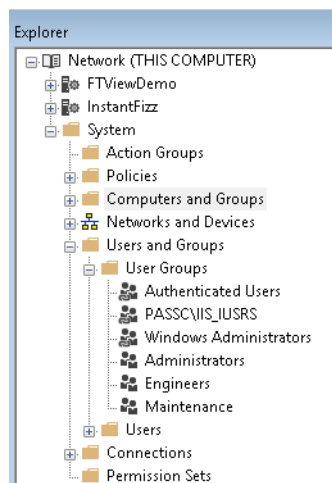 Explorer
Network (THIS COMPUTER)
FTViewDemo
InstantFizz
System
Action Groups
Policies
Computers and Groups
Networks and Devices
Users and Groups
User Groups
Authenticated Users
PASSC\IIS_IUSRS
Windows Administrators
Administrators
Engineers
Maintenance
Users
Connections
Permission Sets